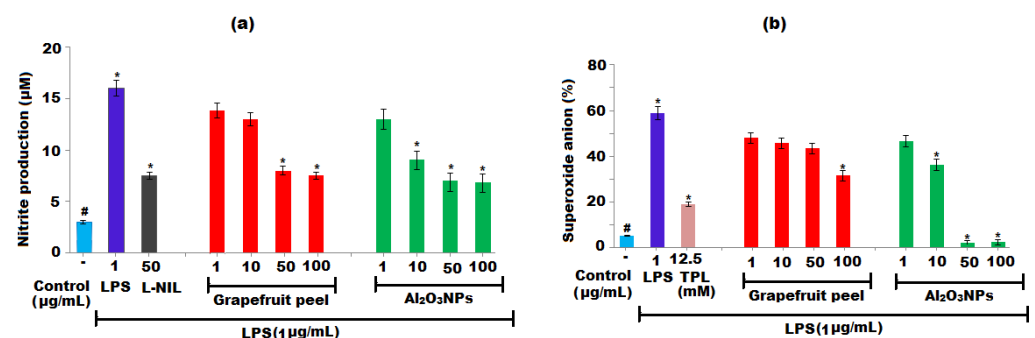 (a)
Nitrite production (µM)
20
15
10
5
0
#
*
*
*
*
*
*
*
- 1 50 1 10 50 100 1 10 50 100
Control LPS L-NIL Grapefruit peel Al₂O₃NPs
(µg/mL)
LPS(1µg/mL)
(b)
Superoxide anion (%)
80
60
40
20
0
#
*
*
*
*
*
*
- 1 12.5 1 10 50 100 1 10 50 100
Control LPS TPL Grapefruit peel Al₂O₃NPs
(µg/mL) (mM)
LPS(1µg/mL)